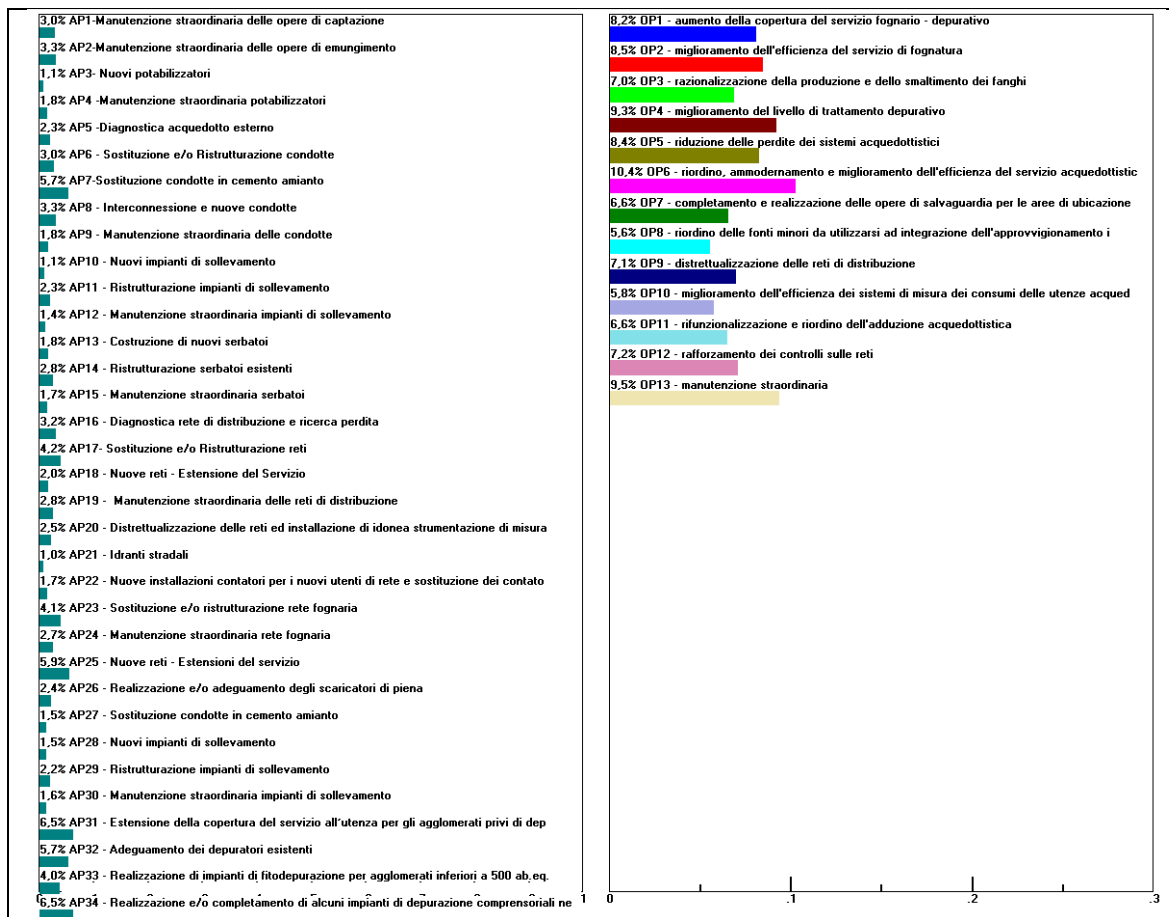 3,0% AP1-Manutenzione straordinaria delle opere di captazione
3,3% AP2-Manutenzione straordinaria delle opere di emungimento
1,1% AP3- Nuovi potabilizzatori
1,8% AP4 -Manutenzione straordinaria potabilizzatori
2,3% AP5 -Diagnostica acquedotto esterno
3,0% AP6 - Sostituzione e/o Ristrutturazione condotte
5,7% AP7-Sostituzione condotte in cemento amianto
3,3% AP8 - Interconnessione e nuove condotte
1,8% AP9 - Manutenzione straordinaria delle condotte
1,1% AP10 - Nuovi impianti di sollevamento
2,3% AP11 - Ristrutturazione impianti di sollevamento
1,4% AP12 - Manutenzione straordinaria impianti di sollevamento
1,8% AP13 - Costruzione di nuovi serbatoi
2,8% AP14 - Ristrutturazione serbatoi esistenti
1,7% AP15 - Manutenzione straordinaria serbatoi
3,2% AP16 - Diagnostica rete di distribuzione e ricerca perdita
4,2% AP17- Sostituzione e/o Ristrutturazione reti
2,0% AP18 - Nuove reti - Estensione del Servizio
2,8% AP19 - Manutenzione straordinaria delle reti di distribuzione
2,5% AP20 - Distrettualizzazione delle reti ed installazione di idonea strumentazione di misura
1,0% AP21 - Idranti stradali
1,7% AP22 - Nuove installazioni contatori per i nuovi utenti di rete e sostituzione dei contato
4,1% AP23 - Sostituzione e/o ristrutturazione rete fognaria
2,7% AP24 - Manutenzione straordinaria rete fognaria
5,9% AP25 - Nuove reti - Estensioni del servizio
2,4% AP26 - Realizzazione e/o adeguamento degli scaricatori di piena
1,5% AP27 - Sostituzione condotte in cemento amianto
1,5% AP28 - Nuovi impianti di sollevamento
2,2% AP29 - Ristrutturazione impianti di sollevamento
1,6% AP30 - Manutenzione straordinaria impianti di sollevamento
6,5% AP31 - Estensione della copertura del servizio all'utenza per gli agglomerati privi di dep
5,7% AP32 - Adeguamento dei depuratori esistenti
4,0% AP33 - Realizzazione di impianti di fitodepurazione per agglomerati inferiori a 500 ab.eq.
6,5% AP34 - Realizzazione e/o completamento di alcuni impianti di depurazione comprensoriali ne
1
8,2% OP1 - aumento della copertura del servizio fognario - depurativo
8,5% OP2 - miglioramento dell'efficienza del servizio di fognatura
7,0% OP3 - razionalizzazione della produzione e dello smaltimento dei fanghi
9,3% OP4 - miglioramento del livello di trattamento depurativo
8,4% OP5 - riduzione delle perdite dei sistemi acquedottistici
10,4% OP6 - riordino, ammodernamento e miglioramento dell'efficienza del servizio acquedottistic
6,6% OP7 - completamento e realizzazione delle opere di salvaguardia per le aree di ubicazione
5,6% OP8 - riordino delle fonti minori da utilizzarsi ad integrazione dell'approvvigionamento i
7,1% OP9 - distrettualizzazione delle reti di distribuzione
5,8% OP10 - miglioramento dell'efficienza dei sistemi di misura dei consumi delle utenze acqued
6,6% OP11 - rifunzionalizzazione e riordino dell'adduzione acquedottistica
7,2% OP12 - rafforzamento dei controlli sulle reti
9,5% OP13 - manutenzione straordinaria
0 .1 .2 .3